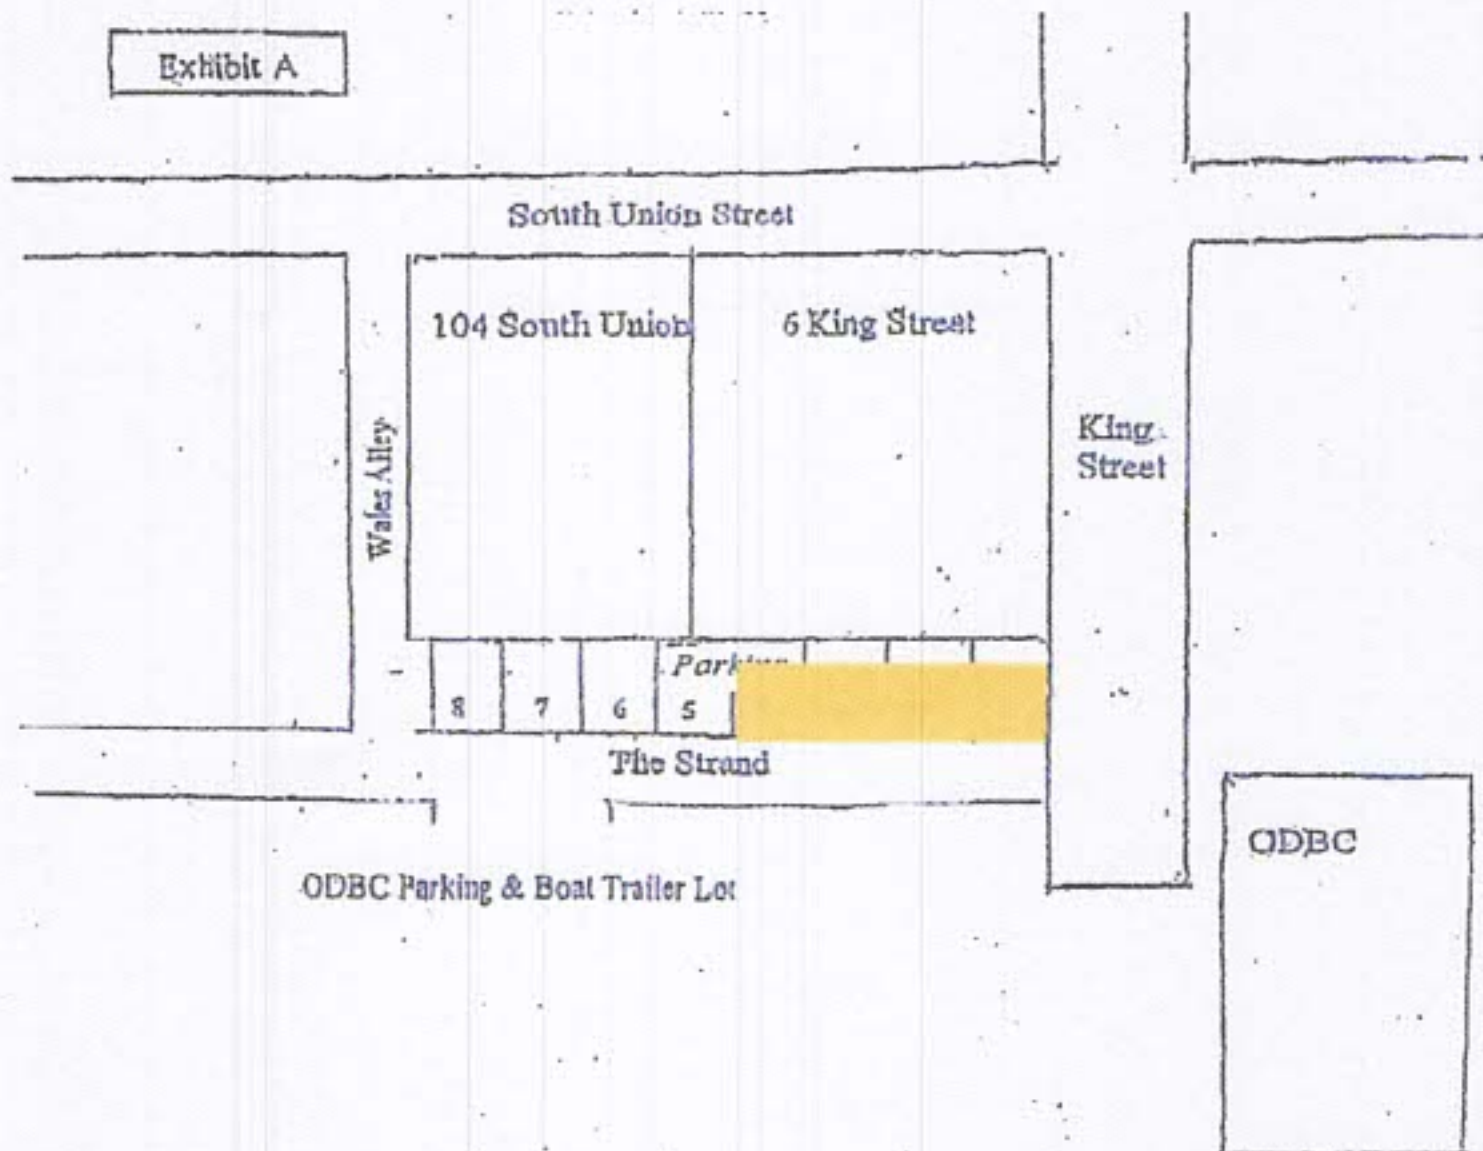 Exhibit A
South Union Street
104 South Union
6 King Street
King
Street
Wales Alley
8
7
6
5
The Strand
ODBC
ODBC Parking & Boat Trailer Lot